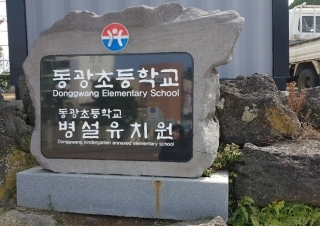 동광초등학교
Donggwang Elementary School
동광초등학교
병설유치원
Donggwang kindergarten annexed elementary school